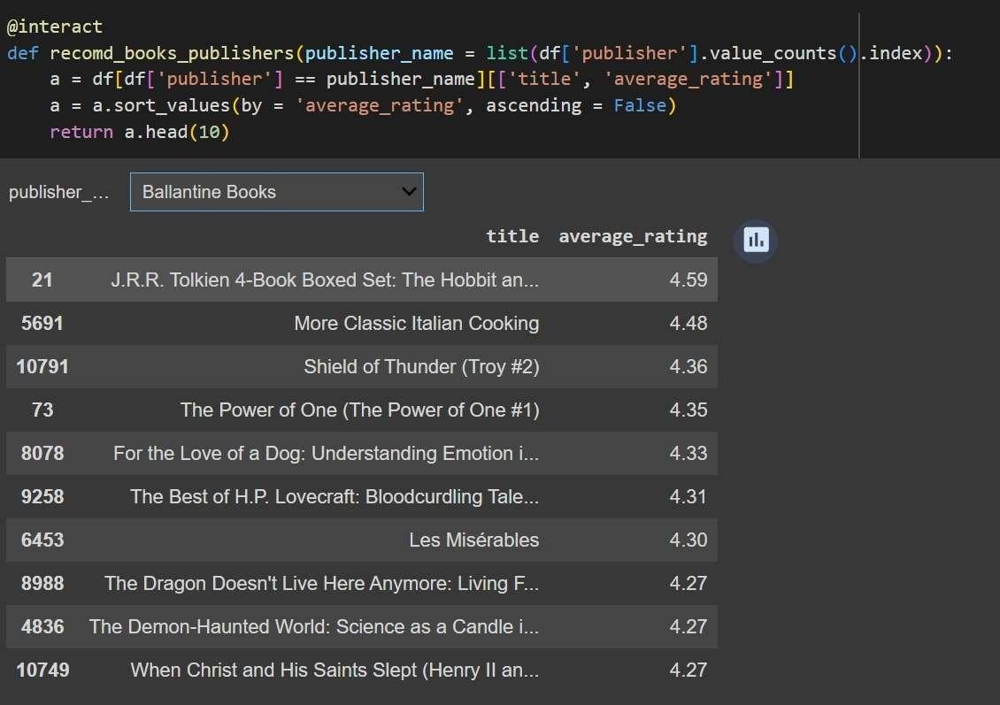 @interact
def recomd_books_publishers(publisher_name = list(df['publisher'].value_counts().index)):
    a = df[df['publisher'] == publisher_name][['title', 'average_rating']]
    a = a.sort_values(by = 'average_rating', ascending = False)
    return a.head(10)
publisher_... Ballantine Books
title average_rating
21 J.R.R. Tolkien 4-Book Boxed Set: The Hobbit an... 4.59
5691 More Classic Italian Cooking 4.48
10791 Shield of Thunder (Troy #2) 4.36
73 The Power of One (The Power of One #1) 4.35
8078 For the Love of a Dog: Understanding Emotion i... 4.33
9258 The Best of H.P. Lovecraft: Bloodcurdling Tale... 4.31
6453 Les Misérables 4.30
8988 The Dragon Doesn't Live Here Anymore: Living F... 4.27
4836 The Demon-Haunted World: Science as a Candle i... 4.27
10749 When Christ and His Saints Slept (Henry II an... 4.27